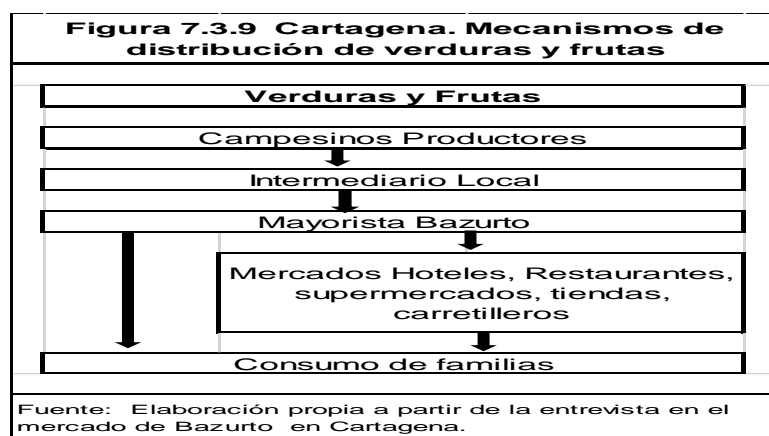 Figura 7.3.9 Cartagena. Mecanismos de
distribución de verduras y frutas
Verduras y Frutas
Campesinos Productores
Intermediario Local
Mayorista Bazurto
Mercados Hoteles, Restaurantes,
supermercados, tiendas,
carretilleros
Consumo de familias
Fuente: Elaboración propia a partir de la entrevista en el
mercado de Bazurto en Cartagena.